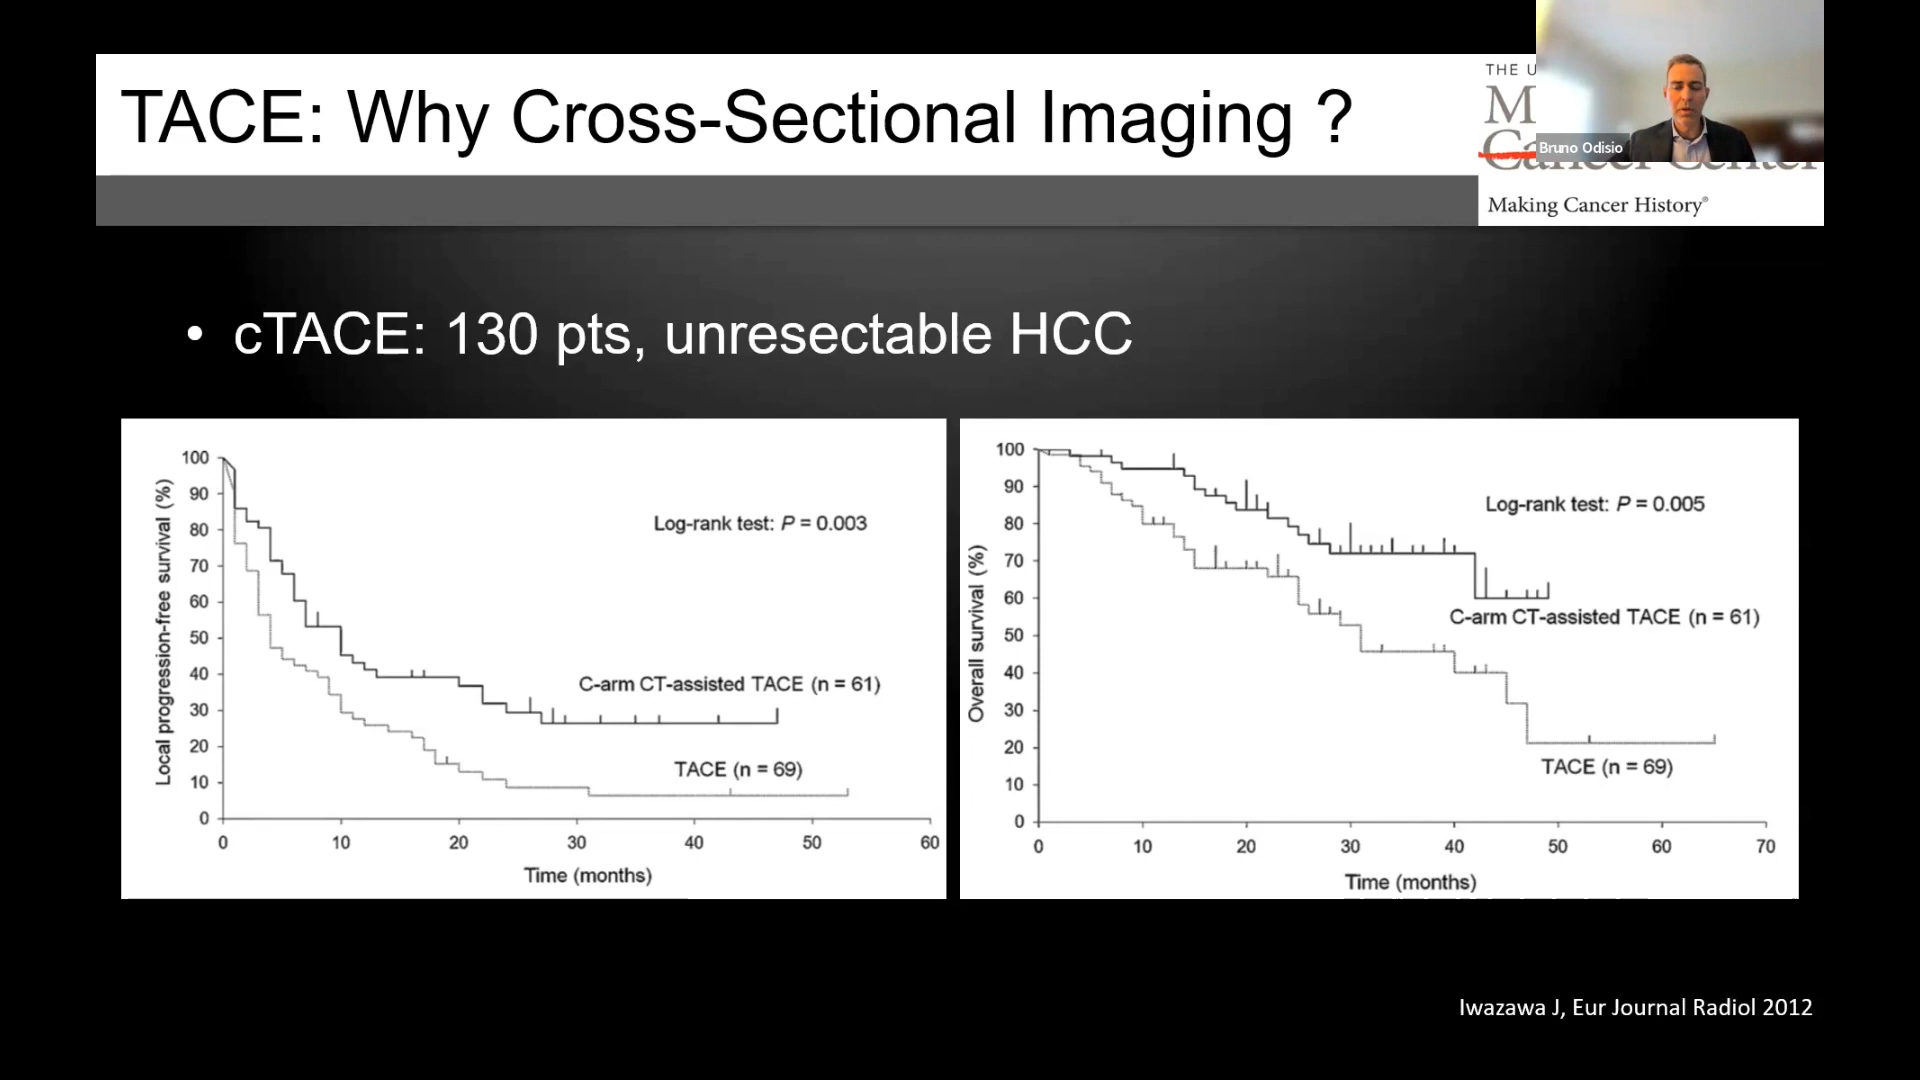 TACE: Why Cross-Sectional Imaging ?
THE U
M
Cancer Center
Bruno Odisio
Making Cancer History®
• cTACE: 130 pts, unresectable HCC
Local progression-free survival (%)
100
90
80
70
60
50
40
30
20
10
0
Log-rank test: P = 0.003
C-arm CT-assisted TACE (n = 61)
TACE (n = 69)
0 10 20 30 40 50 60
Time (months)
Overall survival (%)
100
90
80
70
60
50
40
30
20
10
0
Log-rank test: P = 0.005
C-arm CT-assisted TACE (n = 61)
TACE (n = 69)
0 10 20 30 40 50 60 70
Time (months)
Iwazawa J, Eur Journal Radiol 2012